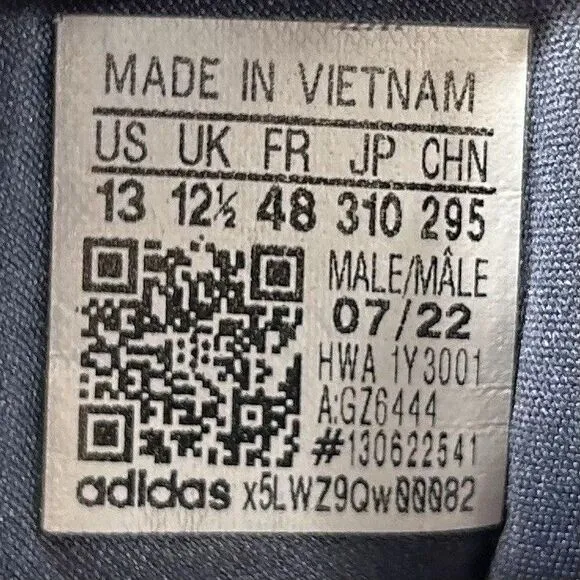 MADE IN VIETNAM
US UK FR JP CHN
13 12½ 48 310 295
MALE/MÂLE
07/22
HWA 1Y3001
A:GZ6444
#130622541
adidas x5LWZ9Qw00082